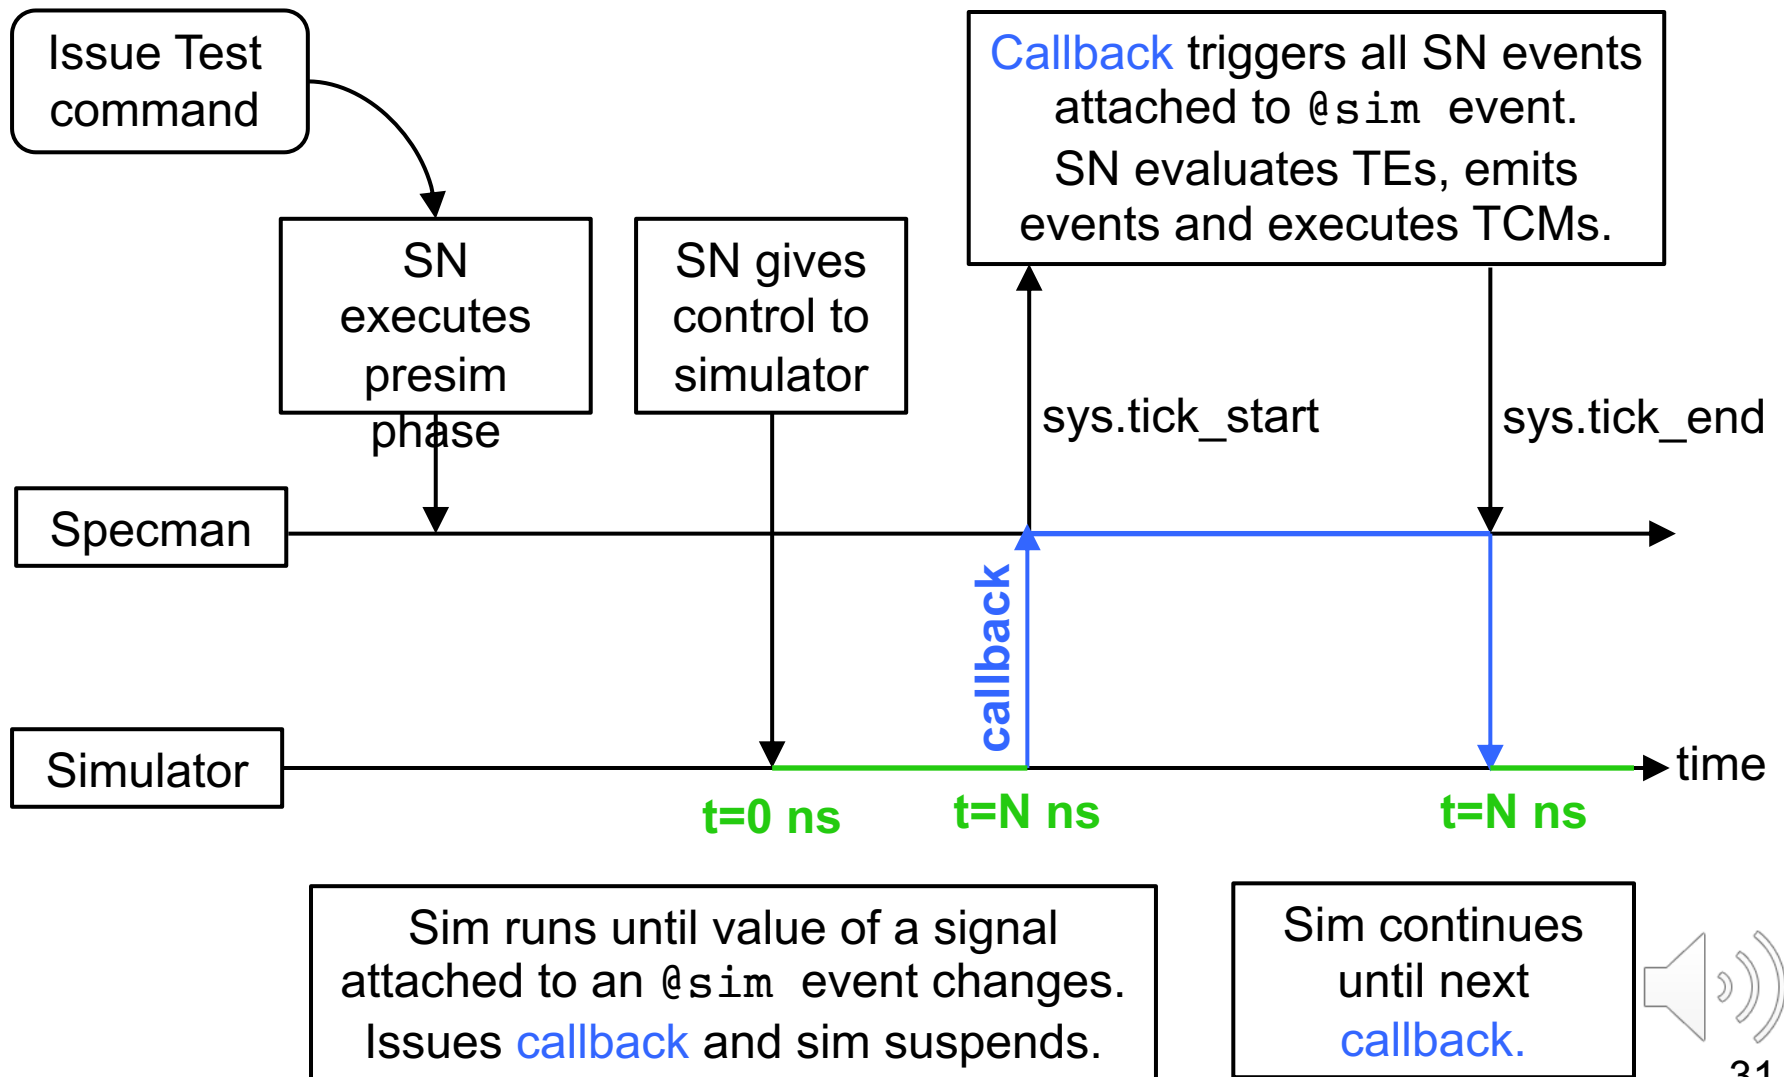 Issue Test
command
Callback triggers all SN events
attached to @sim event.
SN evaluates TEs, emits
events and executes TCMs.
SN
executes
presim
phase
SN gives
control to
simulator
sys.tick_start
sys.tick_end
Specman
callback
Simulator
time
t=0 ns
t=N ns
t=N ns
Sim runs until value of a signal
attached to an @sim event changes.
Issues callback and sim suspends.
Sim continues
until next
callback.
31